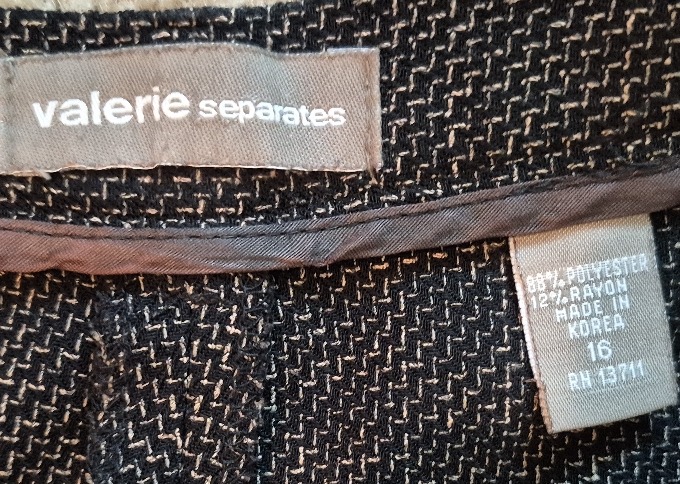 valerie separates
88% POLYESTER
12% RAYON
MADE IN
KOREA
16
RN 13711